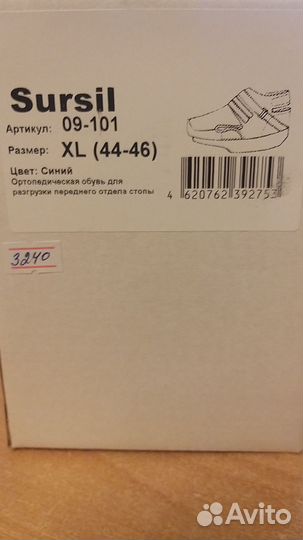 Sursil
Артикул: 09-101
Размер: XL (44-46)
Цвет: Синий
Ортопедическая обувь для
разгрузки переднего отдела стопы
4 620762 392753
3240
Avito